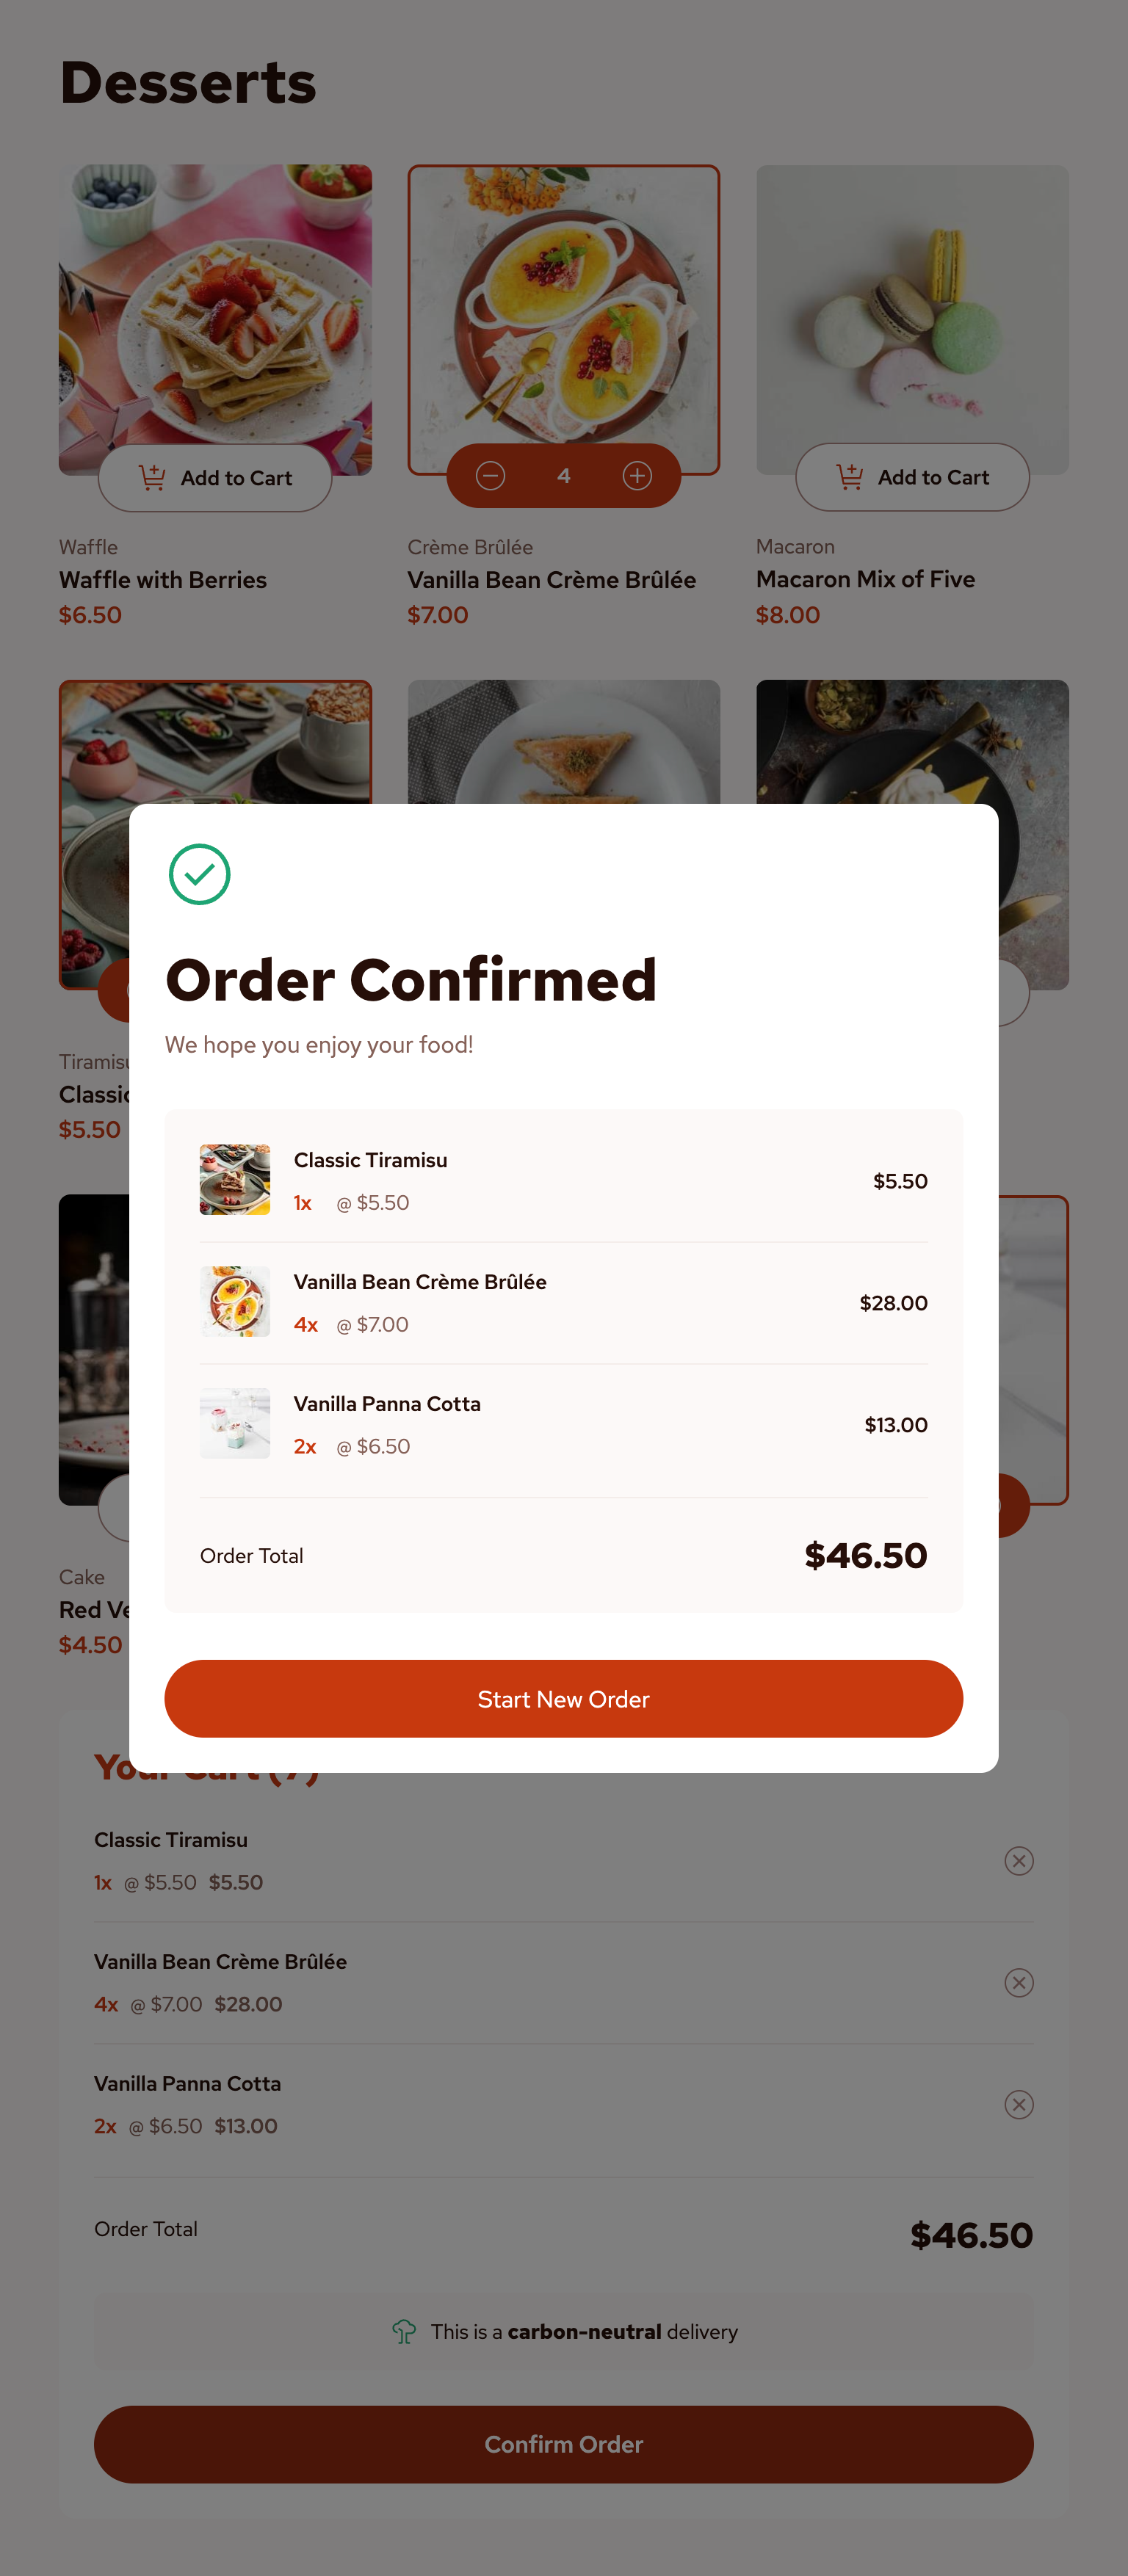 Desserts
Add to Cart
4
Add to Cart
Waffle
Waffle with Berries
$6.50
Crème Brûlée
Vanilla Bean Crème Brûlée
$7.00
Macaron
Macaron Mix of Five
$8.00
Order Confirmed
We hope you enjoy your food!
Classic Tiramisu
1x @ $5.50
$5.50
Vanilla Bean Crème Brûlée
4x @ $7.00
$28.00
Vanilla Panna Cotta
2x @ $6.50
$13.00
Order Total
$46.50
Start New Order
Tiramisu
Classic
$5.50
Cake
Red Ve
$4.50
Your Cart (7)
Classic Tiramisu
1x @ $5.50 $5.50
Vanilla Bean Crème Brûlée
4x @ $7.00 $28.00
Vanilla Panna Cotta
2x @ $6.50 $13.00
Order Total
$46.50
This is a carbon-neutral delivery
Confirm Order